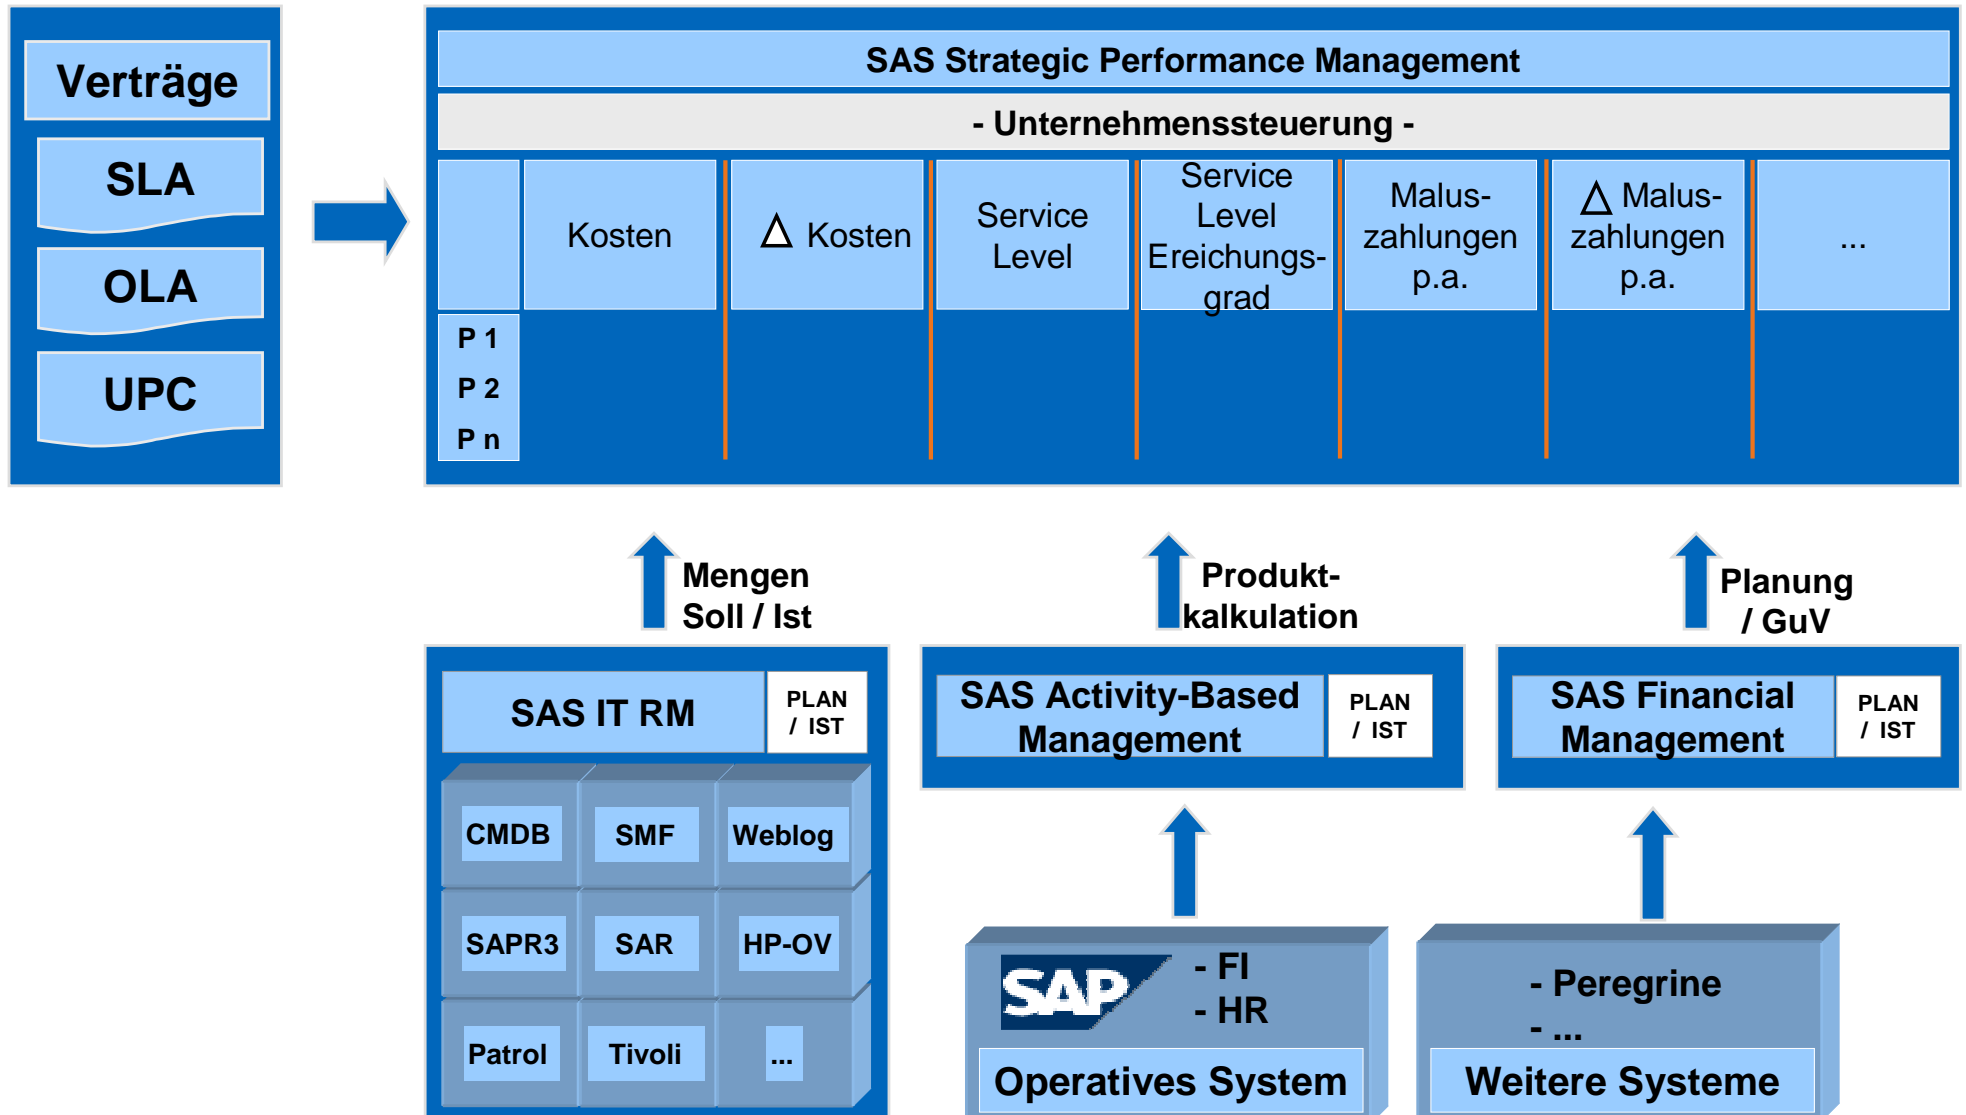 Verträge
SLA
OLA
UPC
SAS Strategic Performance Management
- Unternehmenssteuerung -
Kosten
Δ Kosten
Service
Level
Service
Level
Ereichungs-
grad
Malus-
zahlungen
p.a.
Δ Malus-
zahlungen
p.a.
...
P 1
P 2
P n
Mengen
Soll / Ist
Produkt-
kalkulation
Planung
/ GuV
SAS IT RM
PLAN
/ IST
SAS Activity-Based
Management
PLAN
/ IST
SAS Financial
Management
PLAN
/ IST
CMDB
SMF
Weblog
SAPR3
SAR
HP-OV
Patrol
Tivoli
...
SAP
- FI
- HR
Operatives System
- Peregrine
- ...
Weitere Systeme